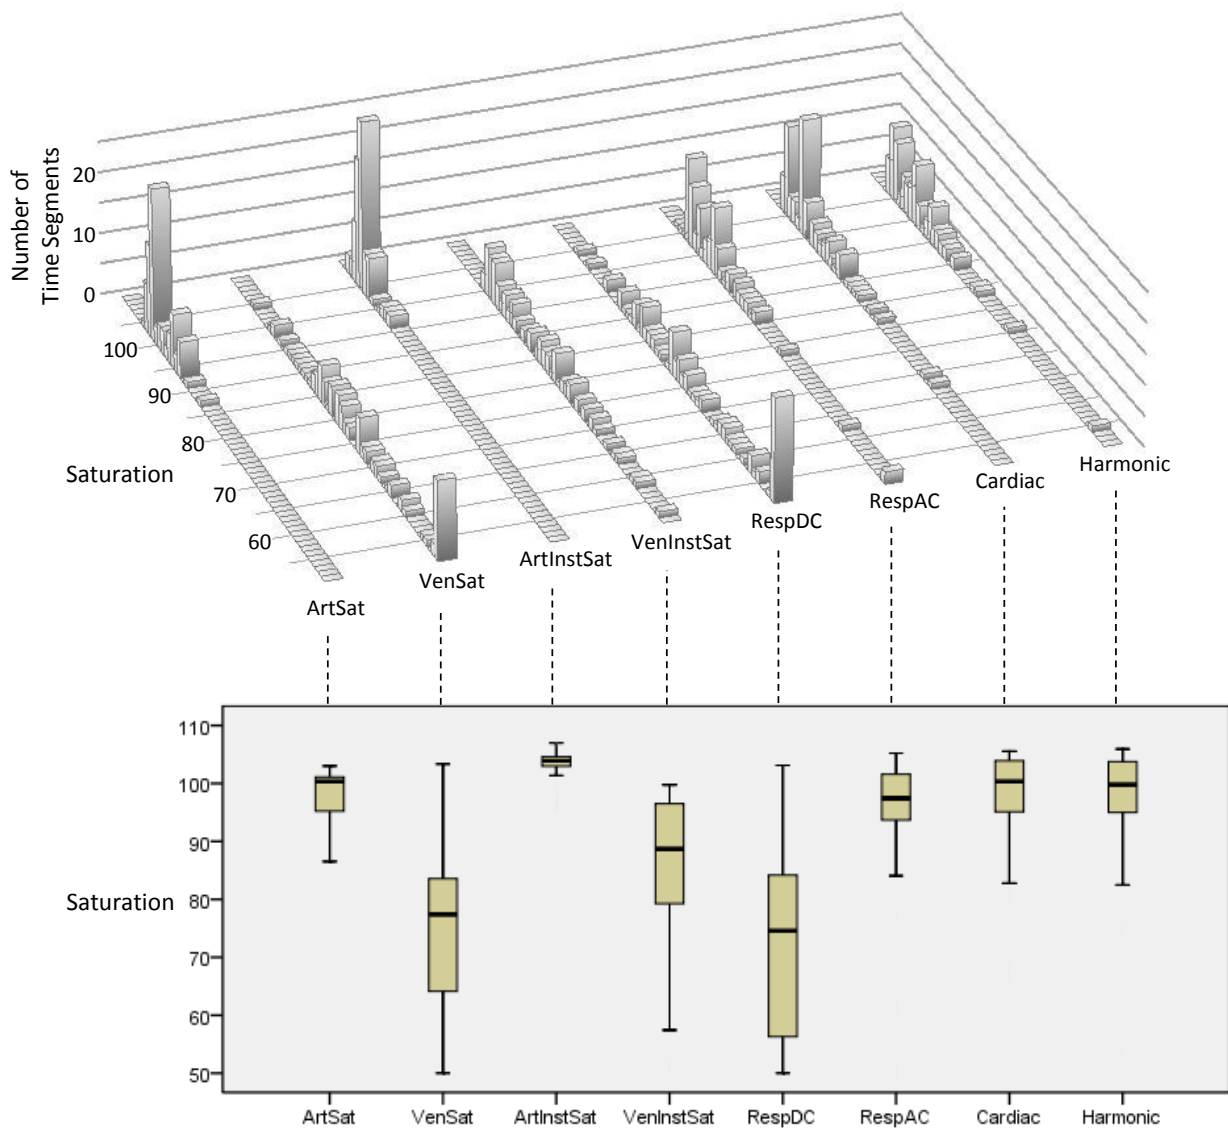 Number of
Time Segments
20
10
0
100
90
80
70
60
Saturation
ArtSat
VenSat
ArtInstSat
VenInstSat
RespDC
RespAC
Cardiac
Harmonic
Saturation
110
100
90
80
70
60
50
ArtSat VenSat ArtInstSat VenInstSat RespDC RespAC Cardiac Harmonic